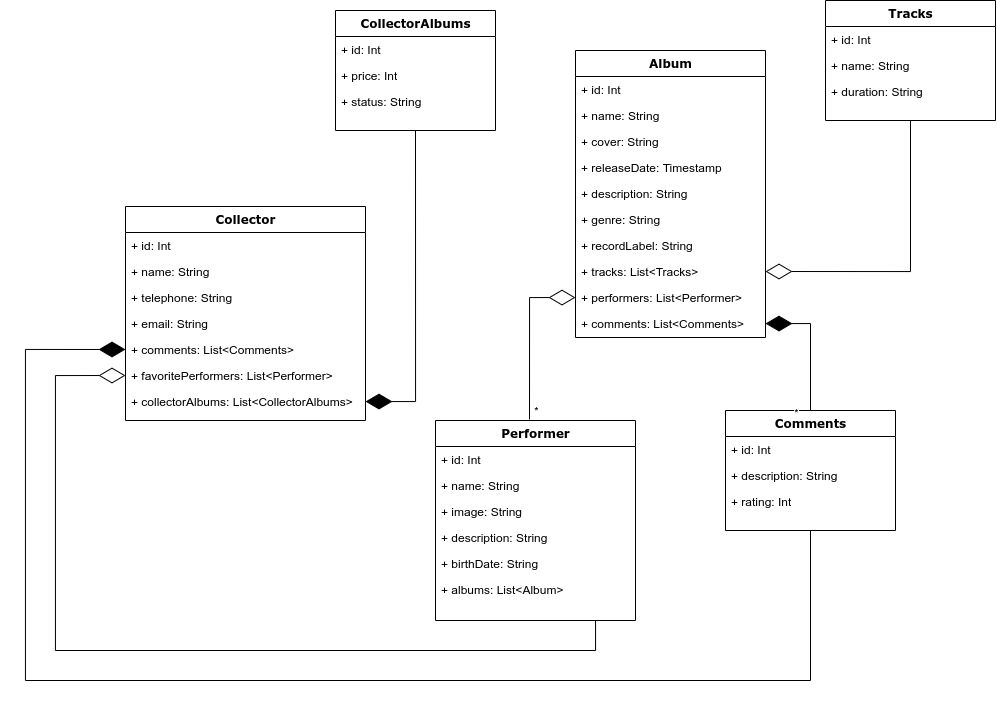 CollectorAlbums
+ id: Int
+ price: Int
+ status: String
Album
+ id: Int
+ name: String
+ cover: String
+ releaseDate: Timestamp
+ description: String
+ genre: String
+ recordLabel: String
+ tracks: List<Tracks>
+ performers: List<Performer>
+ comments: List<Comments>
Tracks
+ id: Int
+ name: String
+ duration: String
Collector
+ id: Int
+ name: String
+ telephone: String
+ email: String
+ comments: List<Comments>
+ favoritPerformers: List<Performer>
+ collectorAlbums: List<CollectorAlbums>
*
Performer
+ id: Int
+ name: String
+ image: String
+ description: String
+ birthDate: String
+ albums: List<Album>
*
Comments
+ id: Int
+ description: String
+ rating: Int